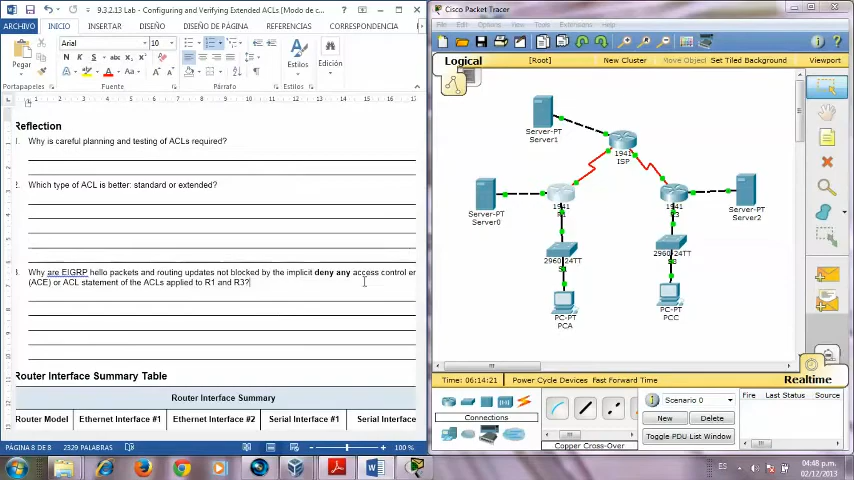 9.3.2.13 Lab - Configuring and Verifying Extended ACLs [Modo de c
ARCHIVO INICIO INSERTAR DISEÑO DISEÑO DE PÁGINA REFERENCIAS CORRESPONDENCIA
Arial 10
Pegar
Portapapeles
Fuente
Párrafo
Estilos
Edición
Estilos
Reflection
Why is careful planning and testing of ACLs required?
2. Which type of ACL is better: standard or extended?
Why are EIGRP hello packets and routing updates not blocked by the implicit deny any access control er
(ACE) or ACL statement of the ACLs applied to R1 and R3?
Router Interface Summary Table
Router Interface Summary
Router Model Ethernet Interface #1 Ethernet Interface #2 Serial Interface #1 Serial Interface
PÁGINA 8 DE 8 2329 PALABRAS 100 %
Cisco Packet Tracer
File Edit Options View Tools Extensions Help
Logical [Root] New Cluster Move Object Set Tiled Background Viewport
Server-PT
Server1
1941
ISP
Server-PT
Server0
1941
R1
1941
R3
Server-PT
Server2
2960-24TT
S1
2960-24TT
S3
PC-PT
PCA
PC-PT
PCC
Time: 06:14:21 Power Cycle Devices Fast Forward Time Realtime
Scenario 0
New Delete
Toggle PDU List Window
Fire Last Status Source
Connections
Copper Cross-Over
ES
04:48 p.m.
02/12/2013